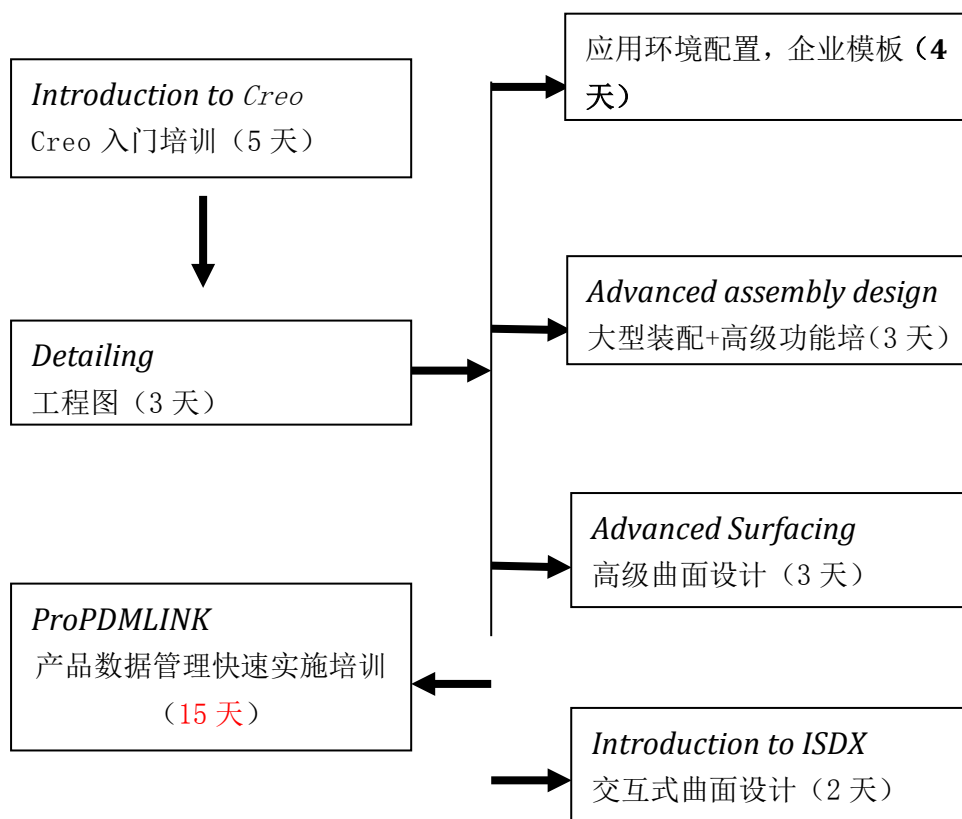 Introduction to Creo
Creo 入门培训（5 天）
Detailing
工程图（3 天）
ProPDMLINK
产品数据管理快速实施培训
（15 天）
应用环境配置，企业模板（4
天）
Advanced assembly design
大型装配+高级功能培（3 天）
Advanced Surfacing
高级曲面设计（3 天）
Introduction to ISDX
交互式曲面设计（2 天）